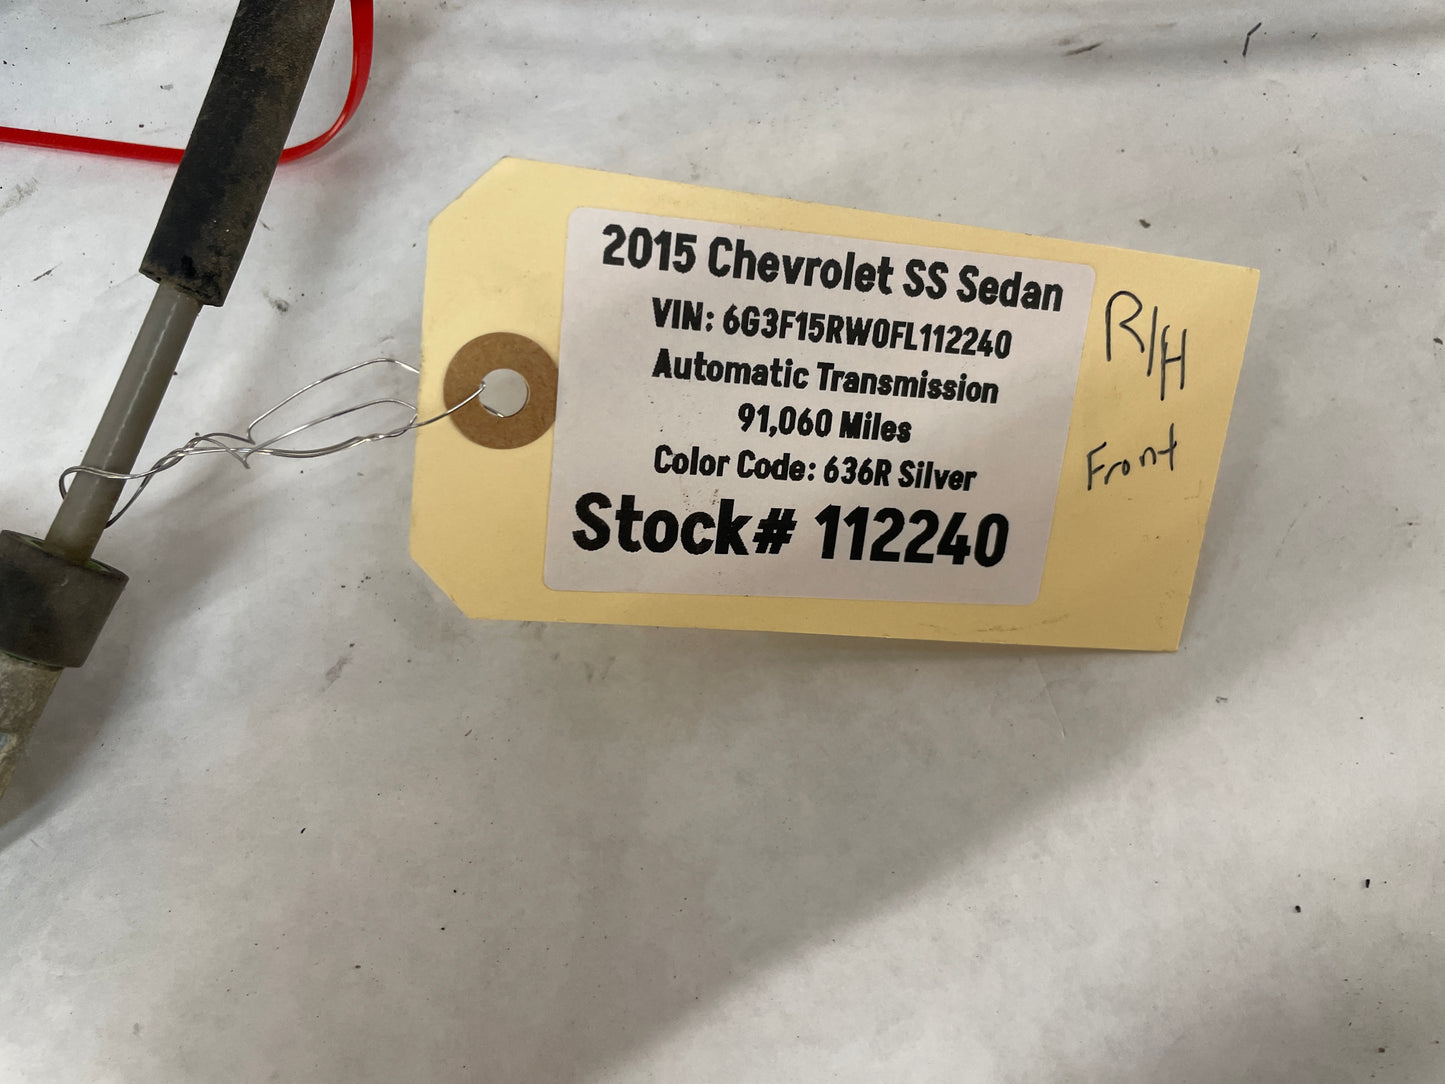 2015 Chevrolet SS Sedan
VIN: 6G3F15RW0FL112240
Automatic Transmission
91,060 Miles
Color Code: 636R Silver
Stock# 112240
R/H
Front